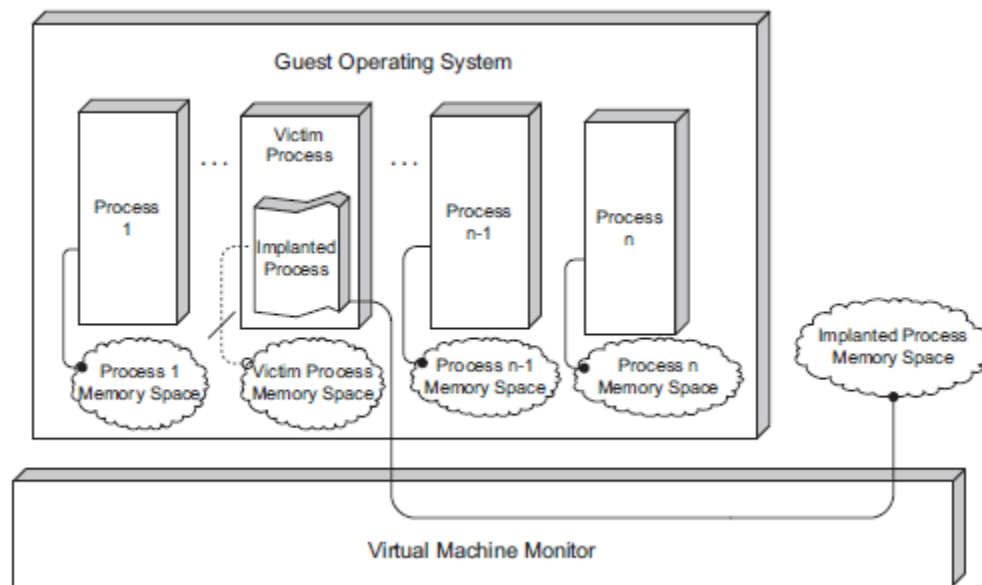 Guest Operating System
Process
1
...
Victim
Process
Implanted
Process
...
Process
n-1
Process
n
Process 1
Memory Space
Victim Process
Memory Space
Process n-1
Memory Space
Process n
Memory Space
Implanted Process
Memory Space
Virtual Machine Monitor